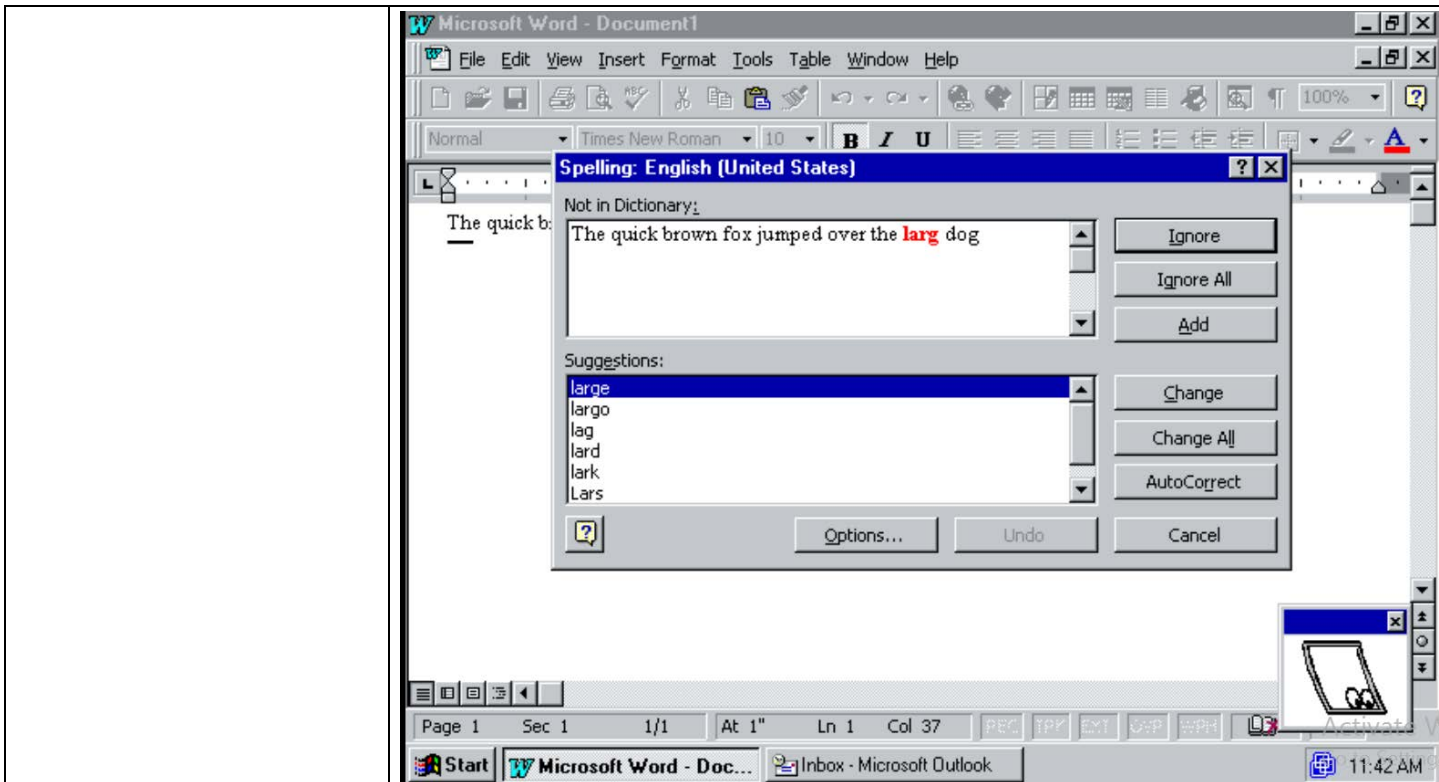 Microsoft Word - Document1
File Edit View Insert Format Tools Table Window Help
ABC 100%
Normal Times New Roman 10 B I U A
Spelling: English (United States)
Not in Dictionary:
The quick b
The quick brown fox jumped over the larg dog
Ignore
Ignore All
Add
Suggestions:
large
largo
lag
lard
lark
Lars
Change
Change All
AutoCorrect
Options... Undo Cancel
Page 1 Sec 1 1/1 At 1" Ln 1 Col 37 REC TRK EXT OVR WPH
Activate
Start Microsoft Word - Doc... Inbox - Microsoft Outlook 11:42 AM